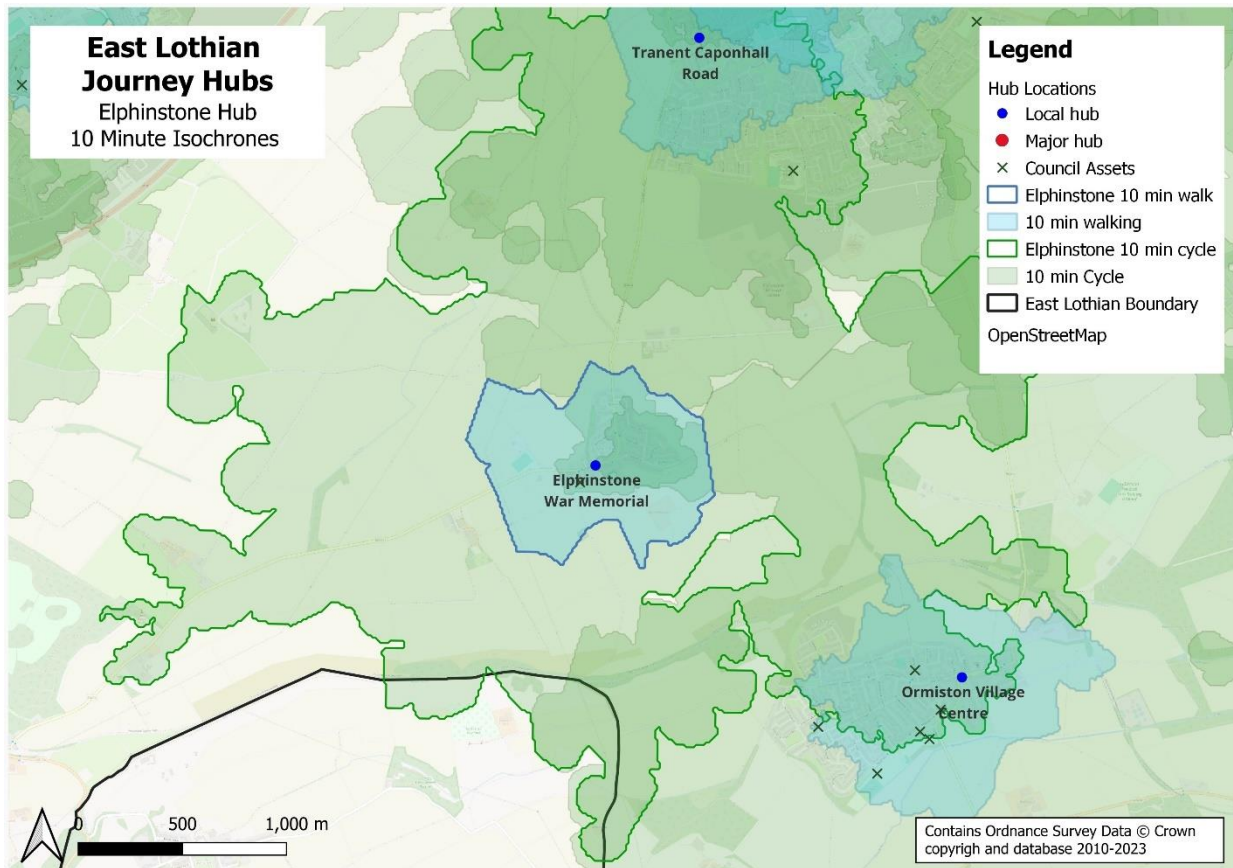 East Lothian
Journey Hubs
Elphinstone Hub
10 Minute Isochrones
Tranent Caponhall
Road
Legend
Hub Locations
Local hub
Major hub
Council Assets
Elphinstone 10 min walk
10 min walking
Elphinstone 10 min cycle
10 min Cycle
East Lothian Boundary
OpenStreetMap
Elphinstone
War Memorial
Ormiston Village
Centre
0 500 1,000 m
Contains Ordnance Survey Data © Crown
copyrigh and database 2010-2023